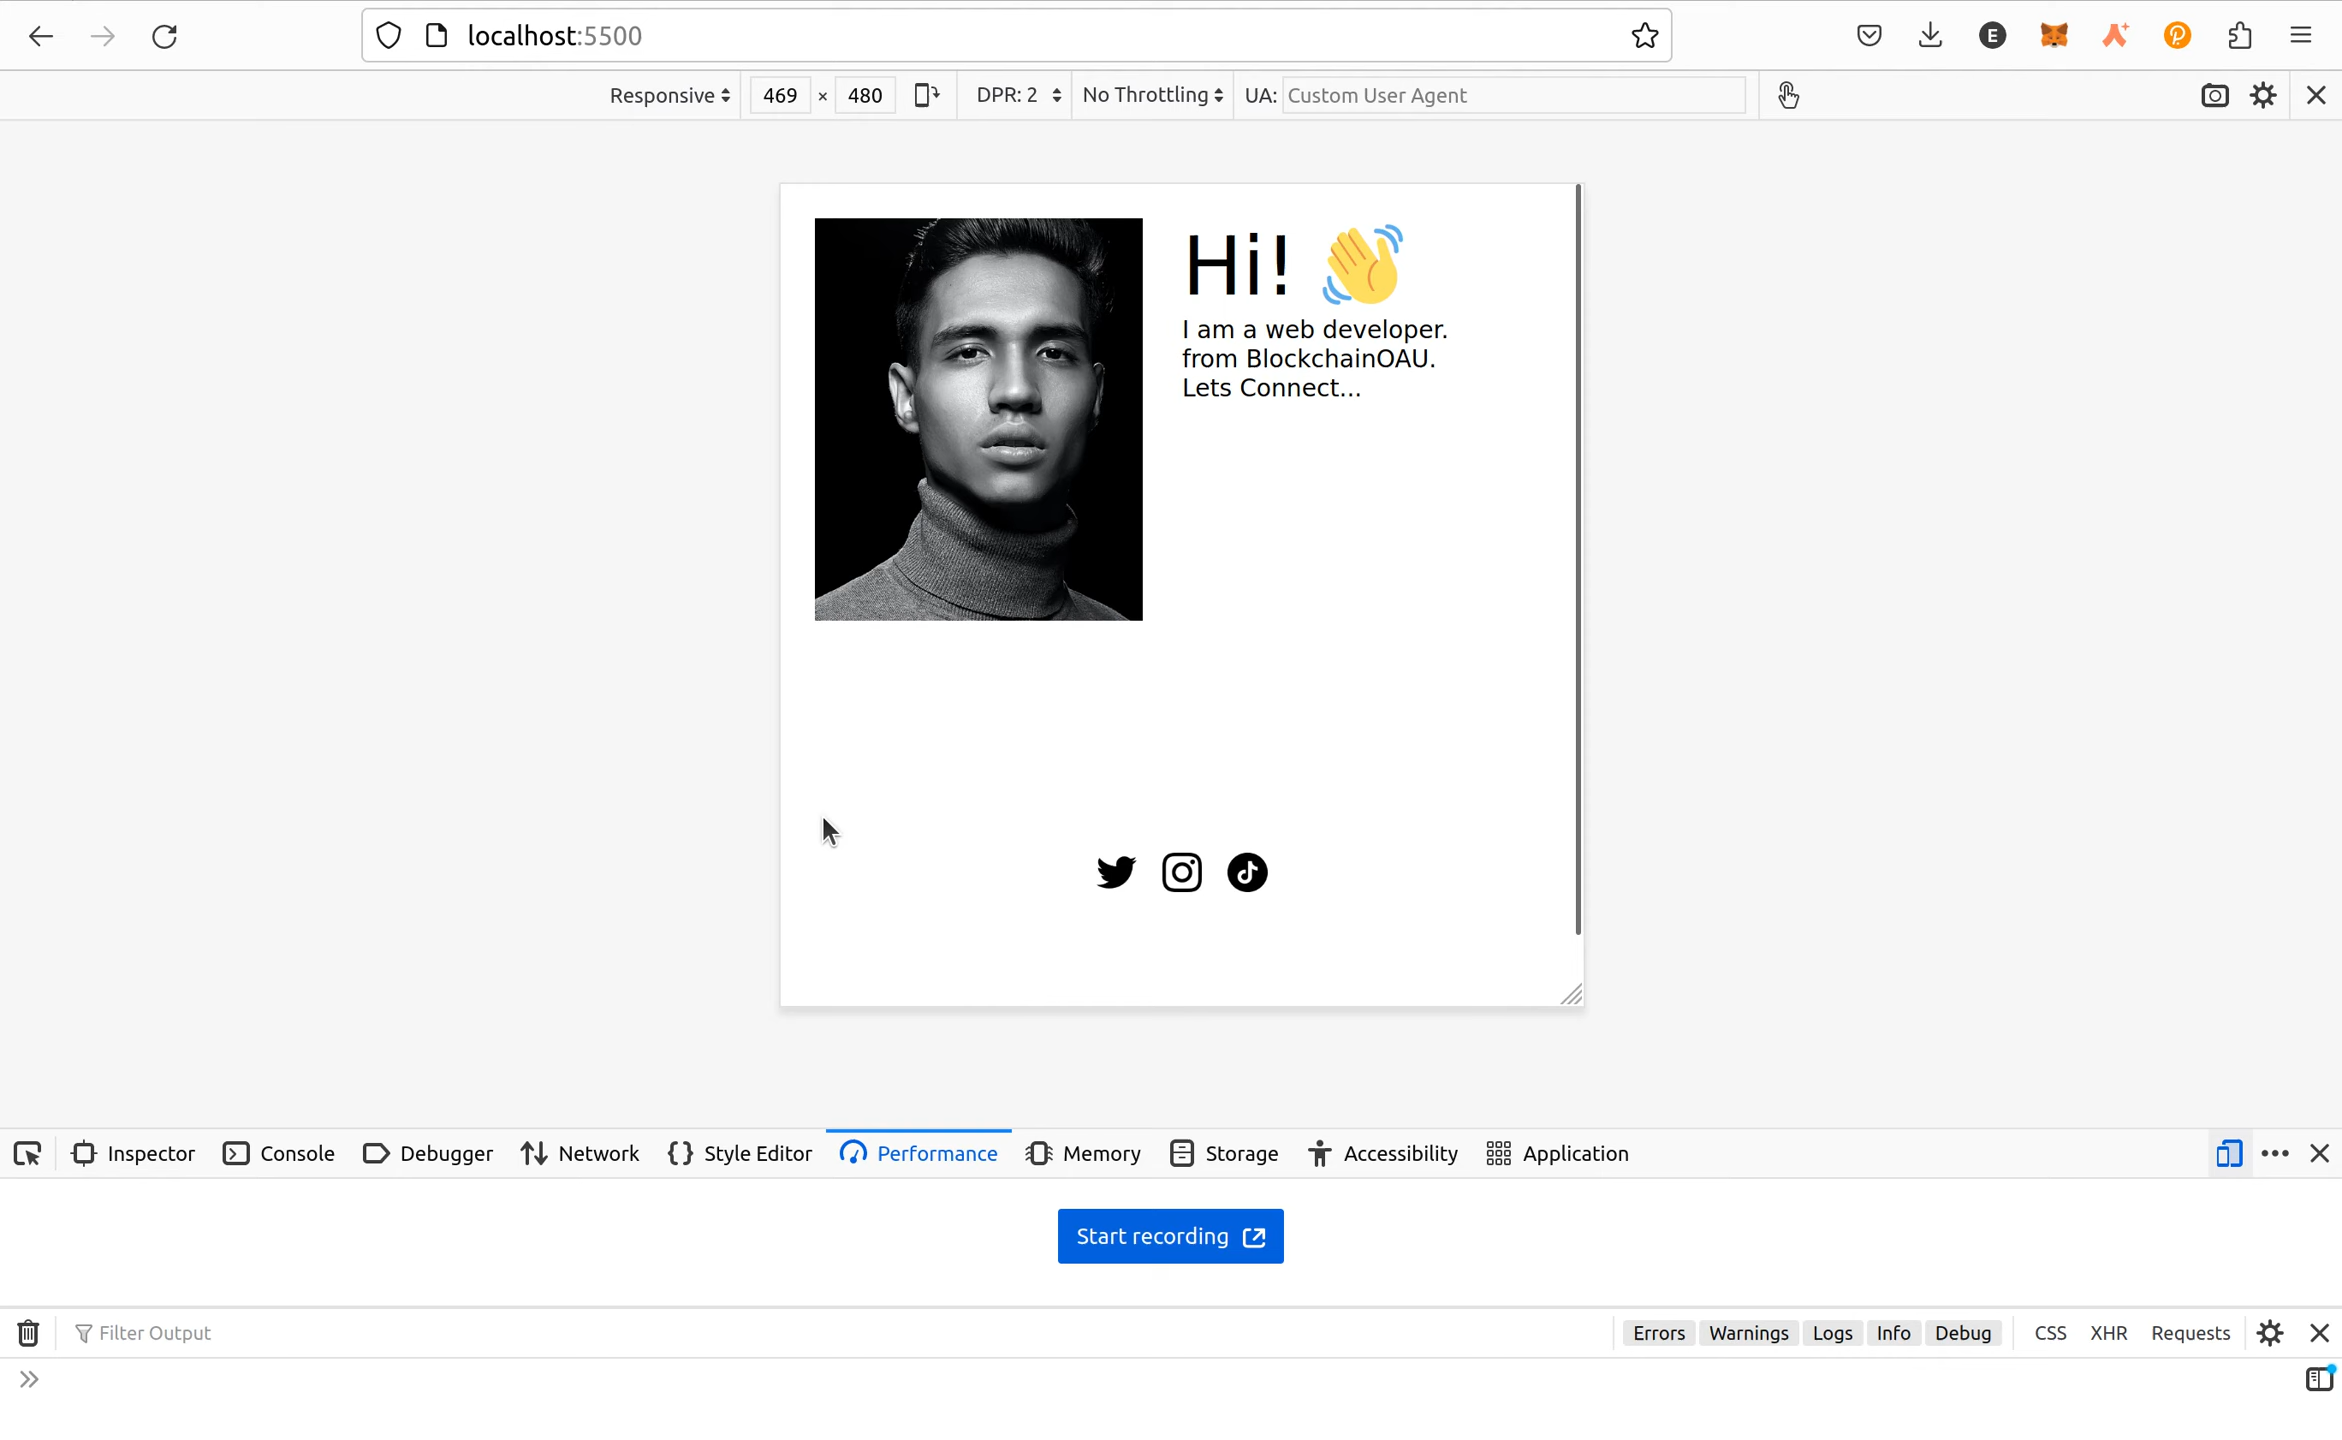 localhost:5500
Responsive 469 × 480 DPR: 2 No Throttling UA: Custom User Agent
Hi! 👋
I am a web developer.
from BlockchainOAU.
Lets Connect...
Inspector Console Debugger Network Style Editor Performance Memory Storage Accessibility Application
Start recording
Filter Output Errors Warnings Logs Info Debug CSS XHR Requests